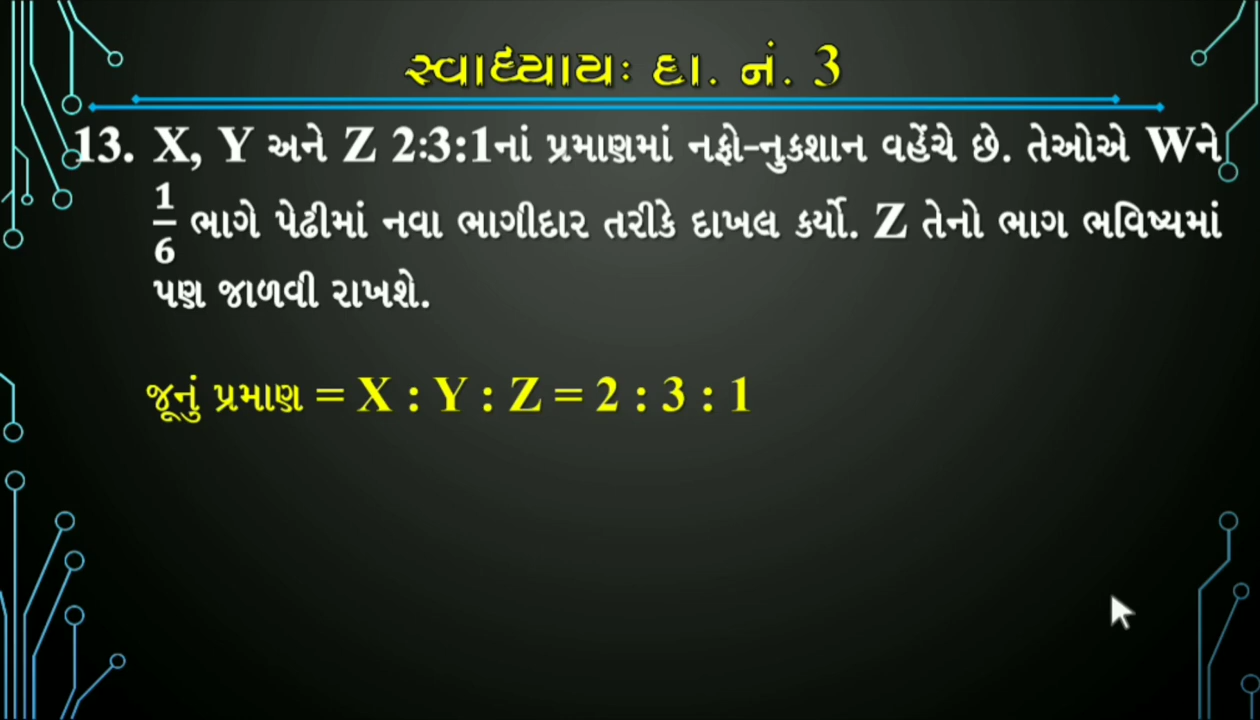 સ્વાધ્યાયઃ દા. નં. 3
13. X, Y અને Z 2:3:1નાં પ્રમાણમાં નફો-નુકશાન વહેંચે છે. તેઓએ Wને
1/6 ભાગે પેઢીમાં નવા ભાગીદાર તરીકે દાખલ કર્યો. Z તેનો ભાગ ભવિષ્યમાં
પણ જાળવી રાખશે.
જૂનું પ્રમાણ = X : Y : Z = 2 : 3 : 1